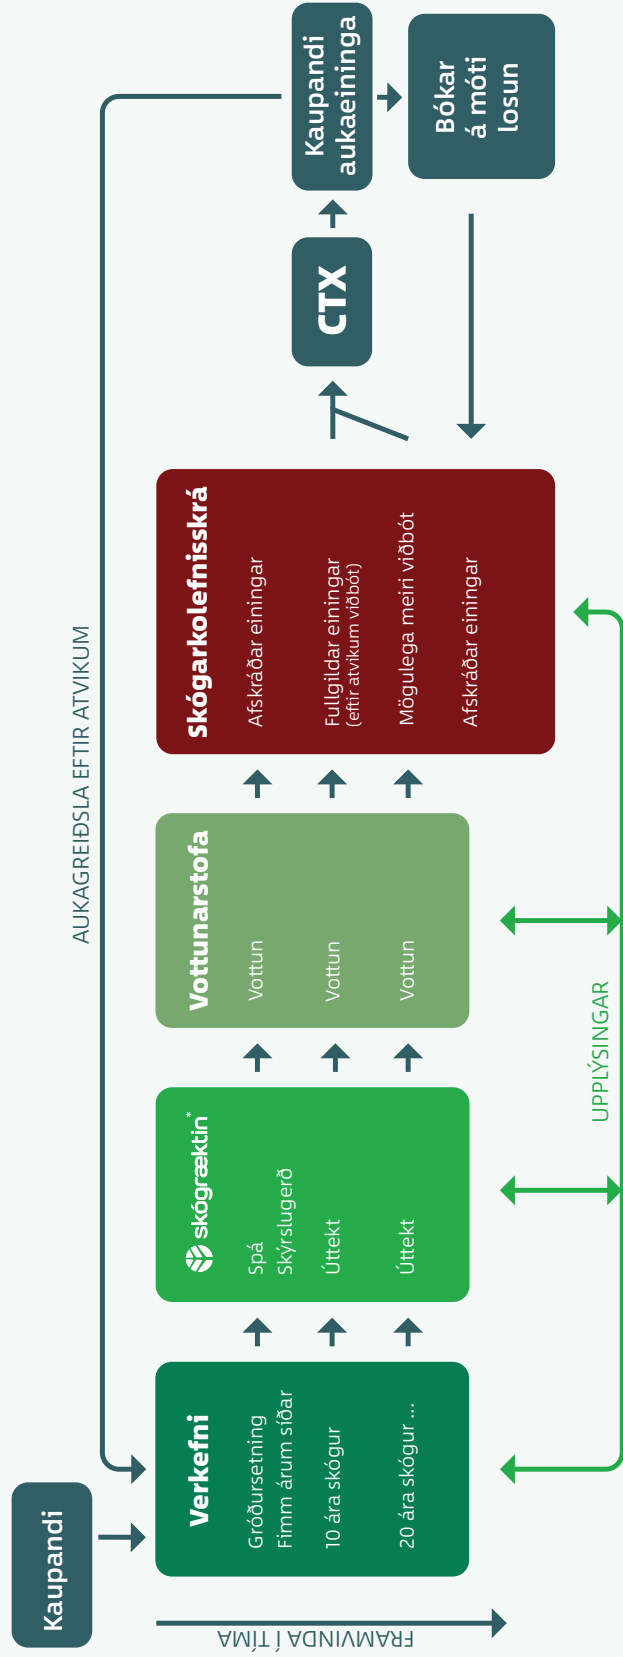 Kaupandi
AUKAGREIÐSLA EFTIR ATVIKUM
FRAMVINDA Í TÍMA
Verkefni
Gróðursetning
Fimm árum síðar
10 ára skógur
20 ára skógur ...
skógræktin*
Spá
Skýrslugerð
Úttekt
Úttekt
Vottunarstofa
Vottun
Vottun
Vottun
Skógarkolefnisskrá
Afskráðar einingar
Fullgildar einingar
(eftir atvikum viðbót)
Mögulega meiri viðbót
Afskráðar einingar
CTX
Kaupandi
aukaeininga
Bókar
á móti
losun
UPPLÝSINGAR